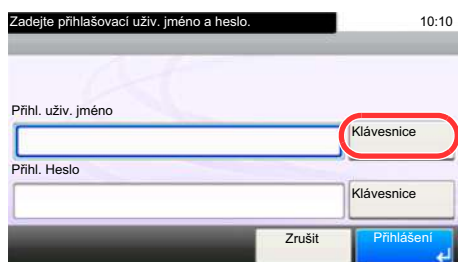 Zadejte přihlašovací uživ. jméno a heslo. 10:10
Přihl. uživ. jméno
Klávesnice
Přihl. Heslo
Klávesnice
Zrušit Přihlášení